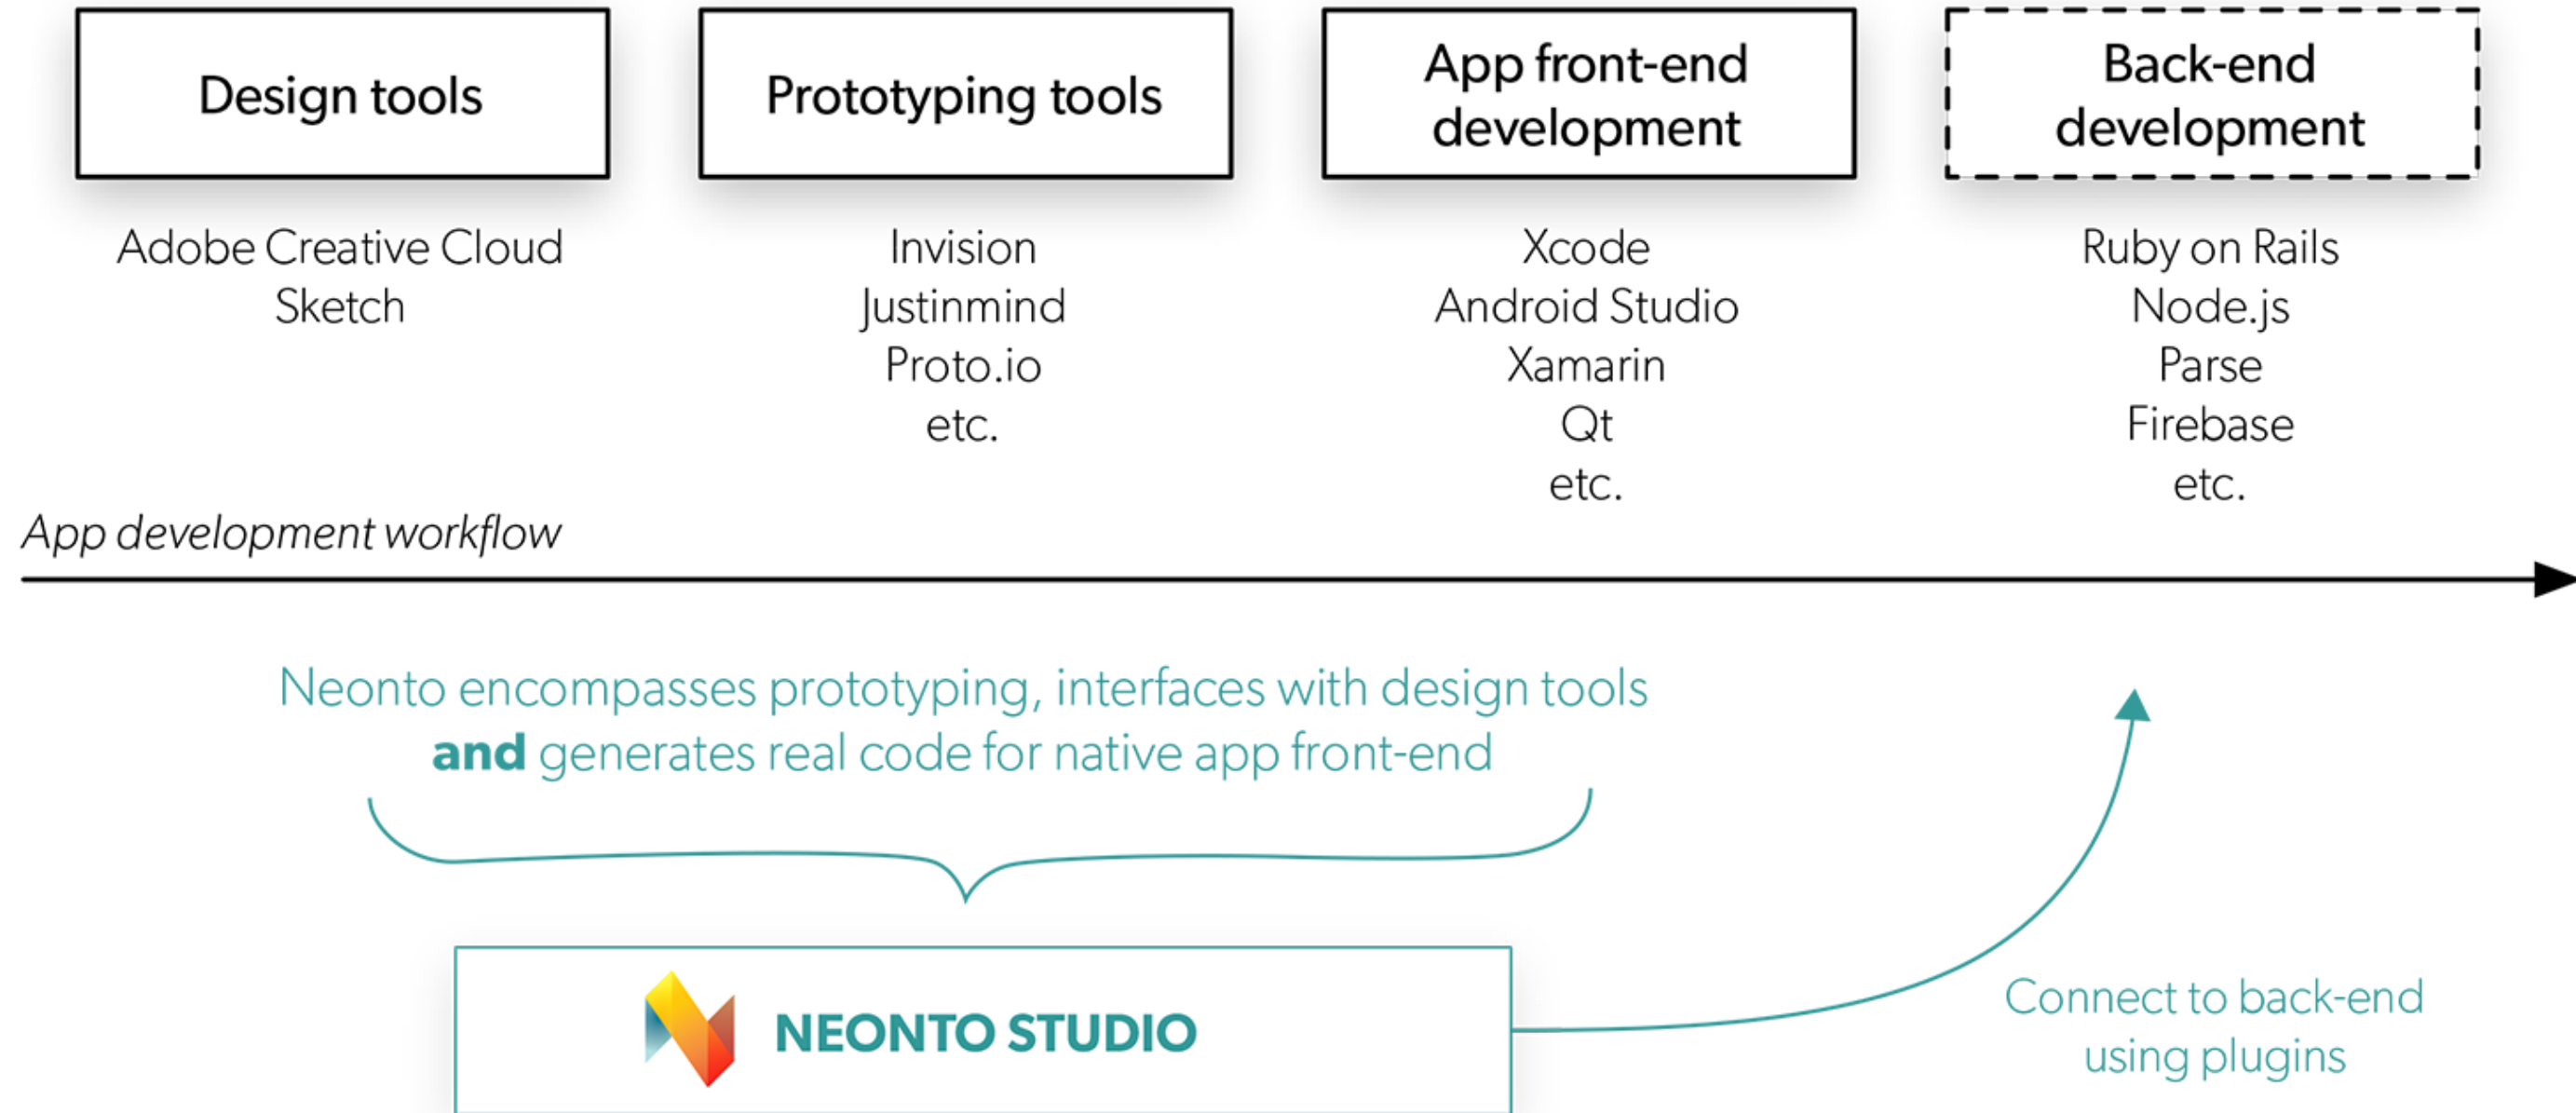 Design tools
Prototyping tools
App front-end
development
Back-end
development
Adobe Creative Cloud
Sketch
Invision
Justinmind
Proto.io
etc.
Xcode
Android Studio
Xamarin
Qt
etc.
Ruby on Rails
Node.js
Parse
Firebase
etc.
App development workflow
Neonto encompasses prototyping, interfaces with design tools
and generates real code for native app front-end
NEONTO STUDIO
Connect to back-end
using plugins